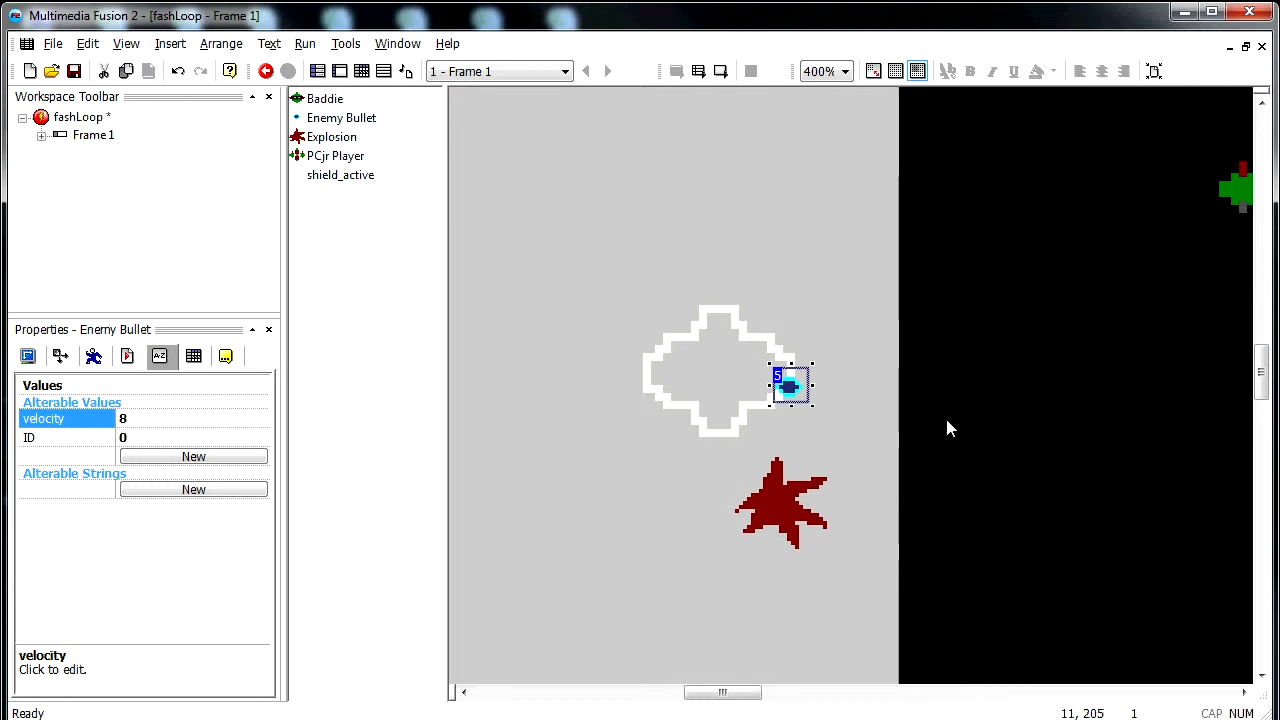 Multimedia Fusion 2 - [fashLoop - Frame 1]
File Edit View Insert Arrange Text Run Tools Window Help
1 - Frame 1
400%
Workspace Toolbar
fashLoop *
Frame 1
Properties - Enemy Bullet
Values
Alterable Values
velocity 8
ID 0
New
Alterable Strings
New
velocity
Click to edit.
Baddie
Enemy Bullet
Explosion
PCjr Player
shield_active
5
Ready
11, 205
1
CAP NUM